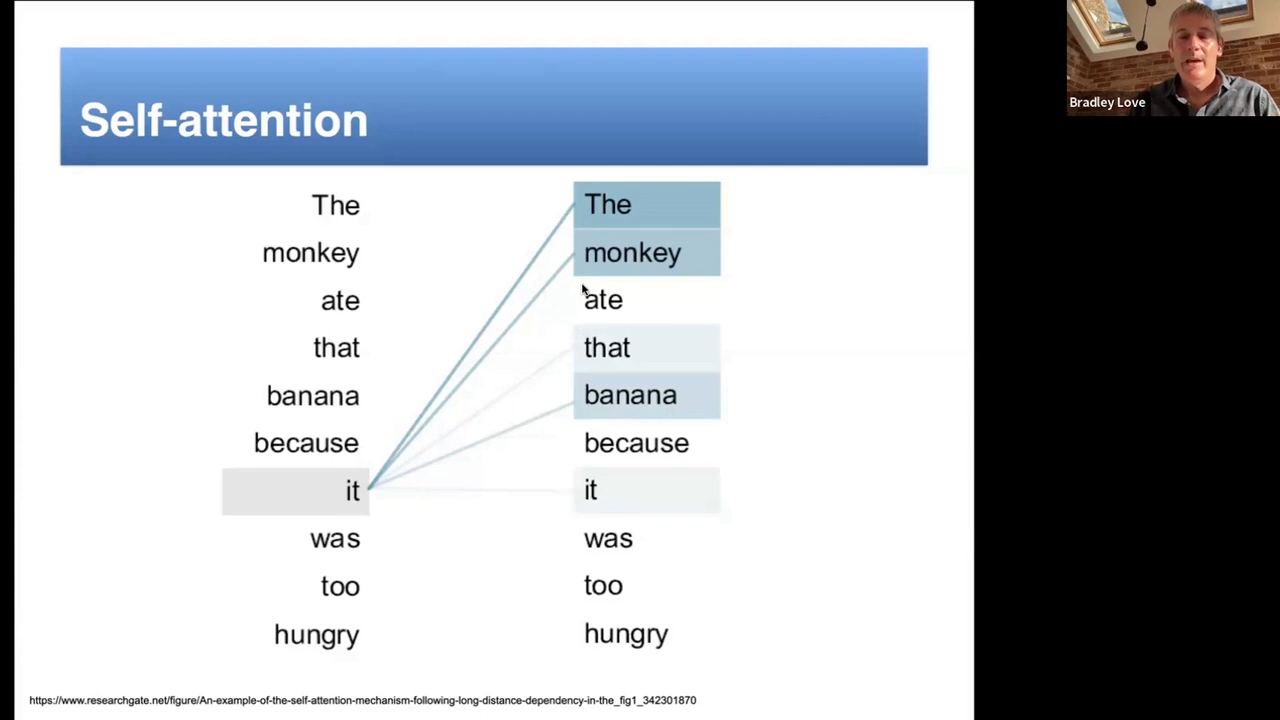 Self-attention
The
monkey
ate
that
banana
because
it
was
too
hungry
The
monkey
ate
that
banana
because
it
was
too
hungry
https://www.researchgate.net/figure/An-example-of-the-self-attention-mechanism-following-long-distance-dependency-in-the_fig1_342301870
Bradley Love